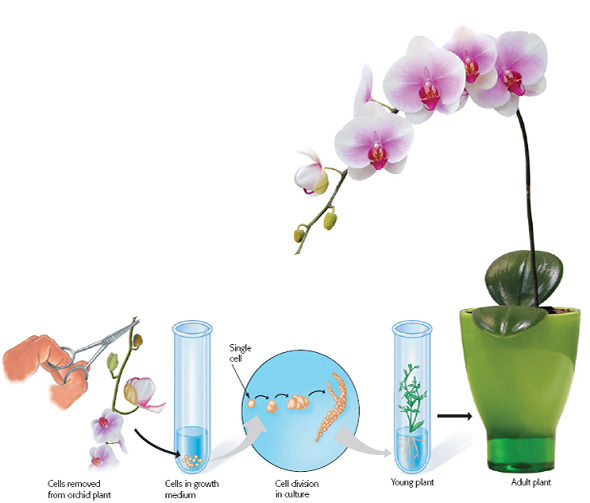 Single
cell
Cells removed
from orchid plant
Cells in growth
medium
Cell division
in culture
Young plant
Adult plant